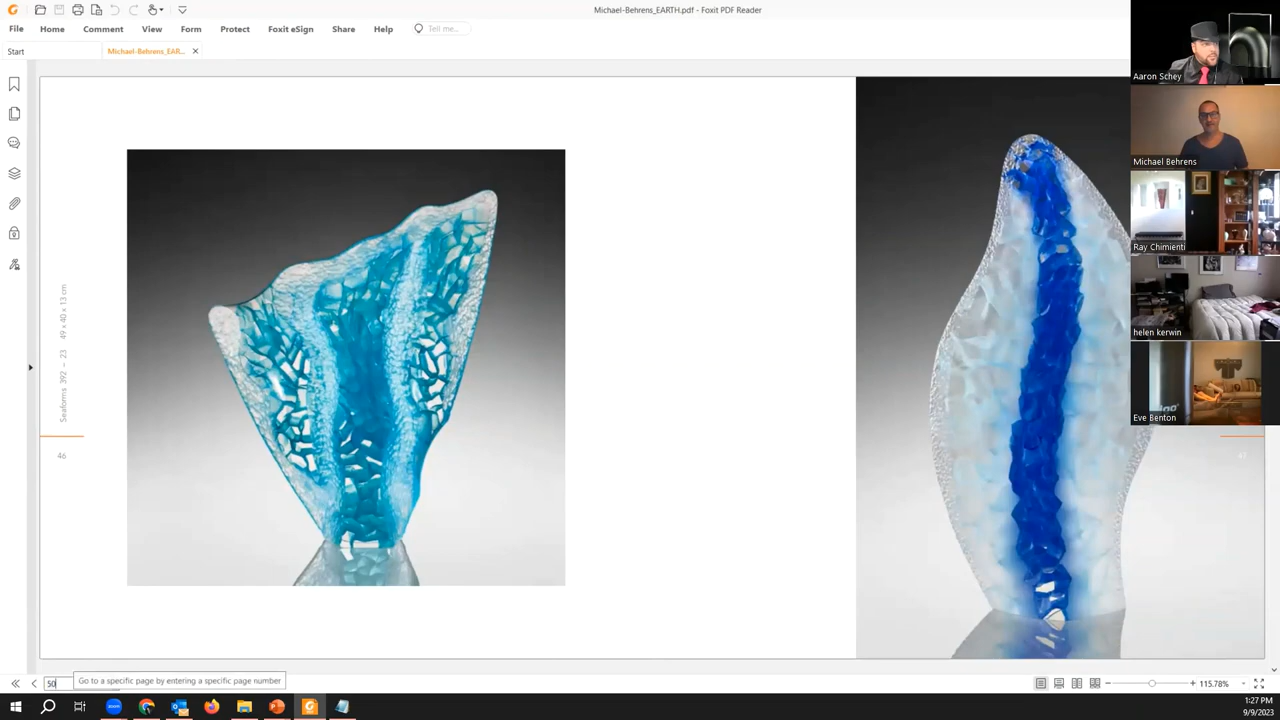 Michael-Behrens_EARTH.pdf - Foxit PDF Reader
File Home Comment View Form Protect Foxit eSign Share Help Tell me...
Start Michael-Behrens_EAR...
Aaron Schey
Michael Behrens
Ray Chimienti
helen kerwin
Eve Benton
Seaforms 392 – 23 49 x 40 x 13 cm
46
47
50
Go to a specific page by entering a specific page number
115.78%
zoom
1:27 PM
9/9/2023